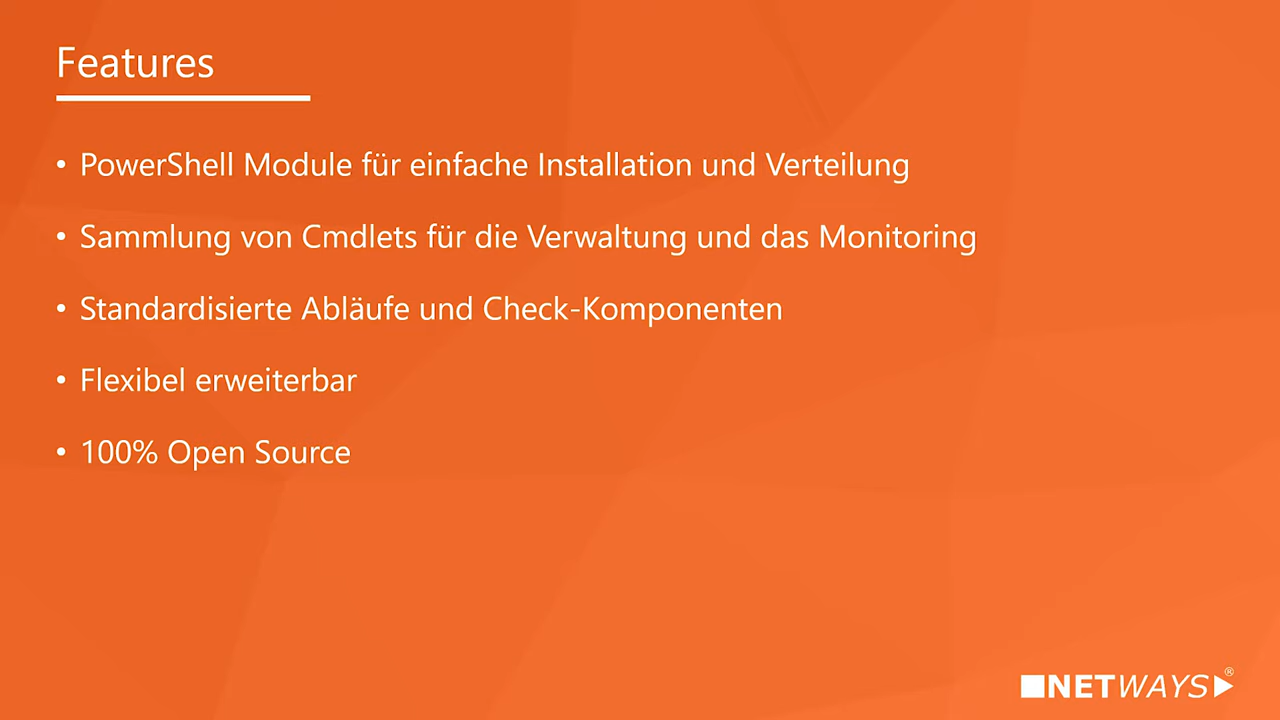 Features
• PowerShell Module für einfache Installation und Verteilung
• Sammlung von Cmdlets für die Verwaltung und das Monitoring
• Standardisierte Abläufe und Check-Komponenten
• Flexibel erweiterbar
• 100% Open Source
NETWAYS®